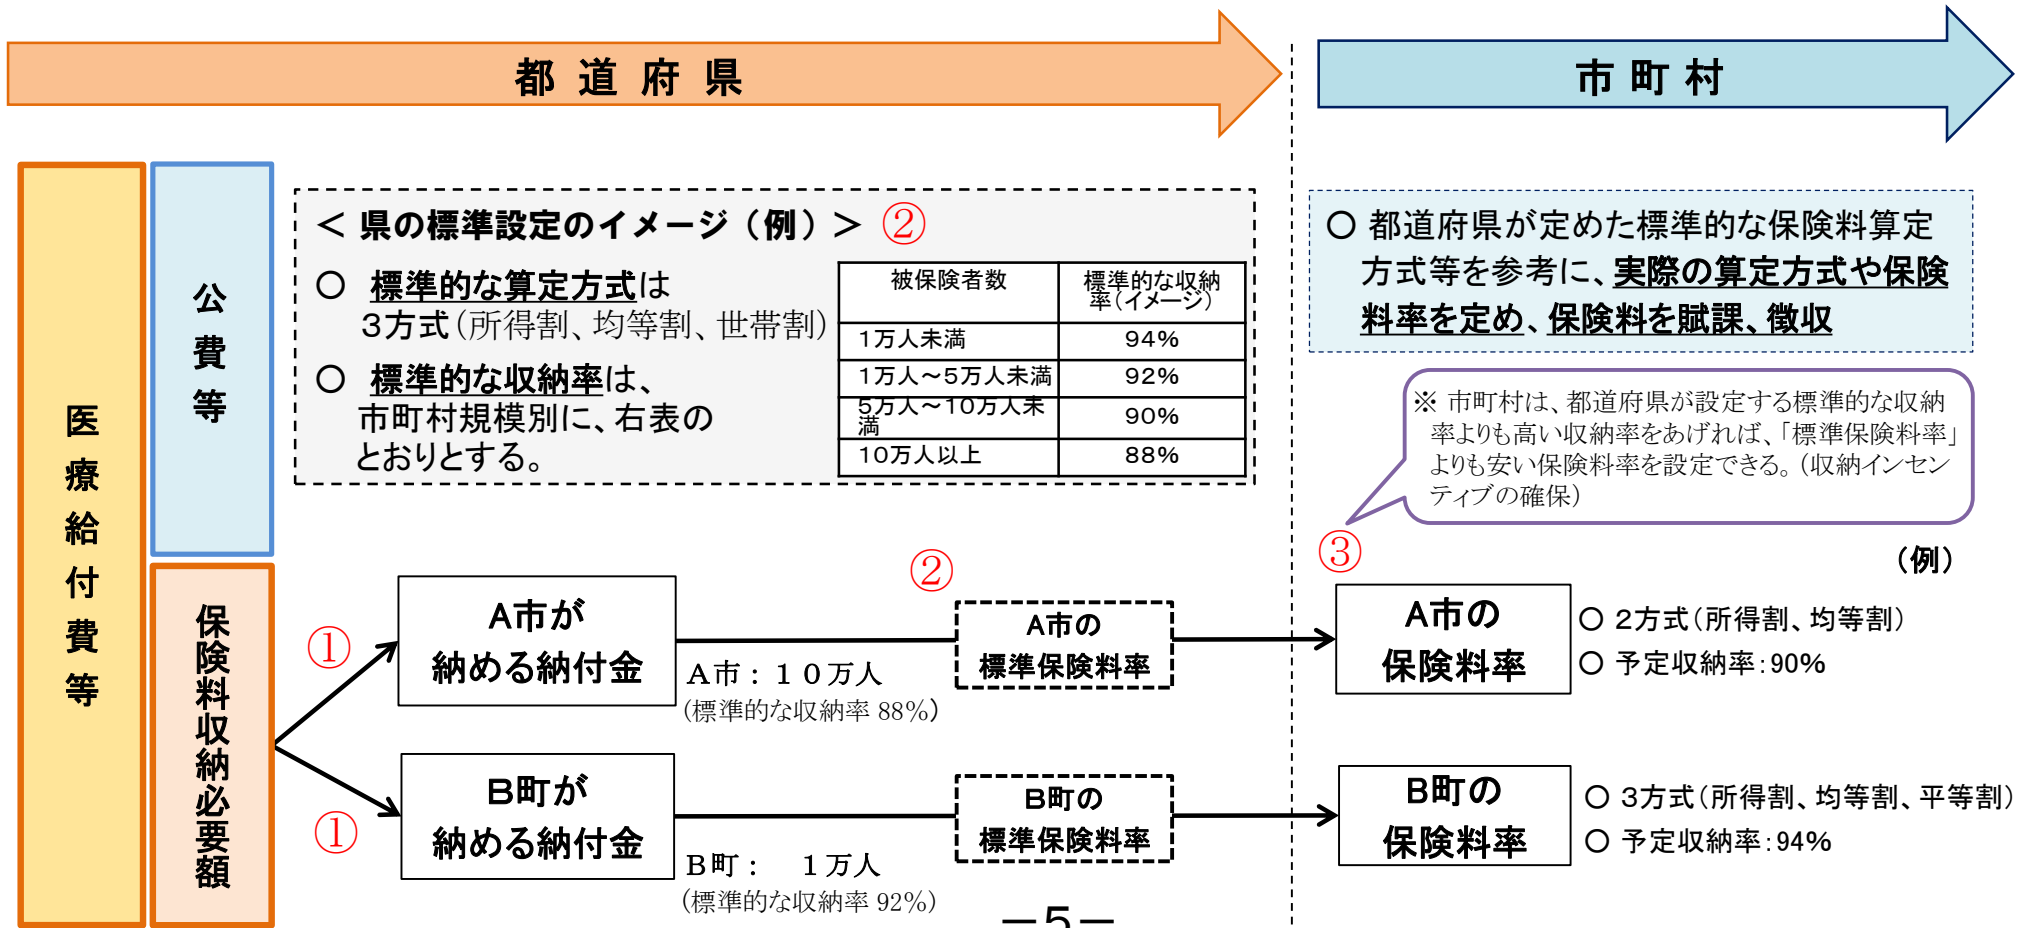 都道府県
市町村
医療給付費等
公費等
保険料収納必要額
＜ 県の標準設定のイメージ（例）＞ ②
○ 標準的な算定方式は
３方式（所得割、均等割、世帯割）
○ 標準的な収納率は、
市町村規模別に、右表の
とおりとする。
被保険者数 標準的な収納
率（イメージ）
1万人未満 94%
1万人～5万人未満 92%
5万人～10万人未
満 90%
10万人以上 88%
○ 都道府県が定めた標準的な保険料算定
方式等を参考に、実際の算定方式や保険
料率を定め、保険料を賦課、徴収
※ 市町村は、都道府県が設定する標準的な収納
率よりも高い収納率をあげれば、「標準保険料率」
よりも安い保険料率を設定できる。（収納インセン
ティブの確保）
①
A市が
納める納付金
A市：１０万人
（標準的な収納率 88%）
②
A市の
標準保険料率
③
（例）
A市の
保険料率
○ 2方式（所得割、均等割）
○ 予定収納率：90%
①
B町が
納める納付金
B町： １万人
（標準的な収納率 92%）
B町の
標準保険料率
B町の
保険料率
○ 3方式（所得割、均等割、平等割）
○ 予定収納率：94%
－5－